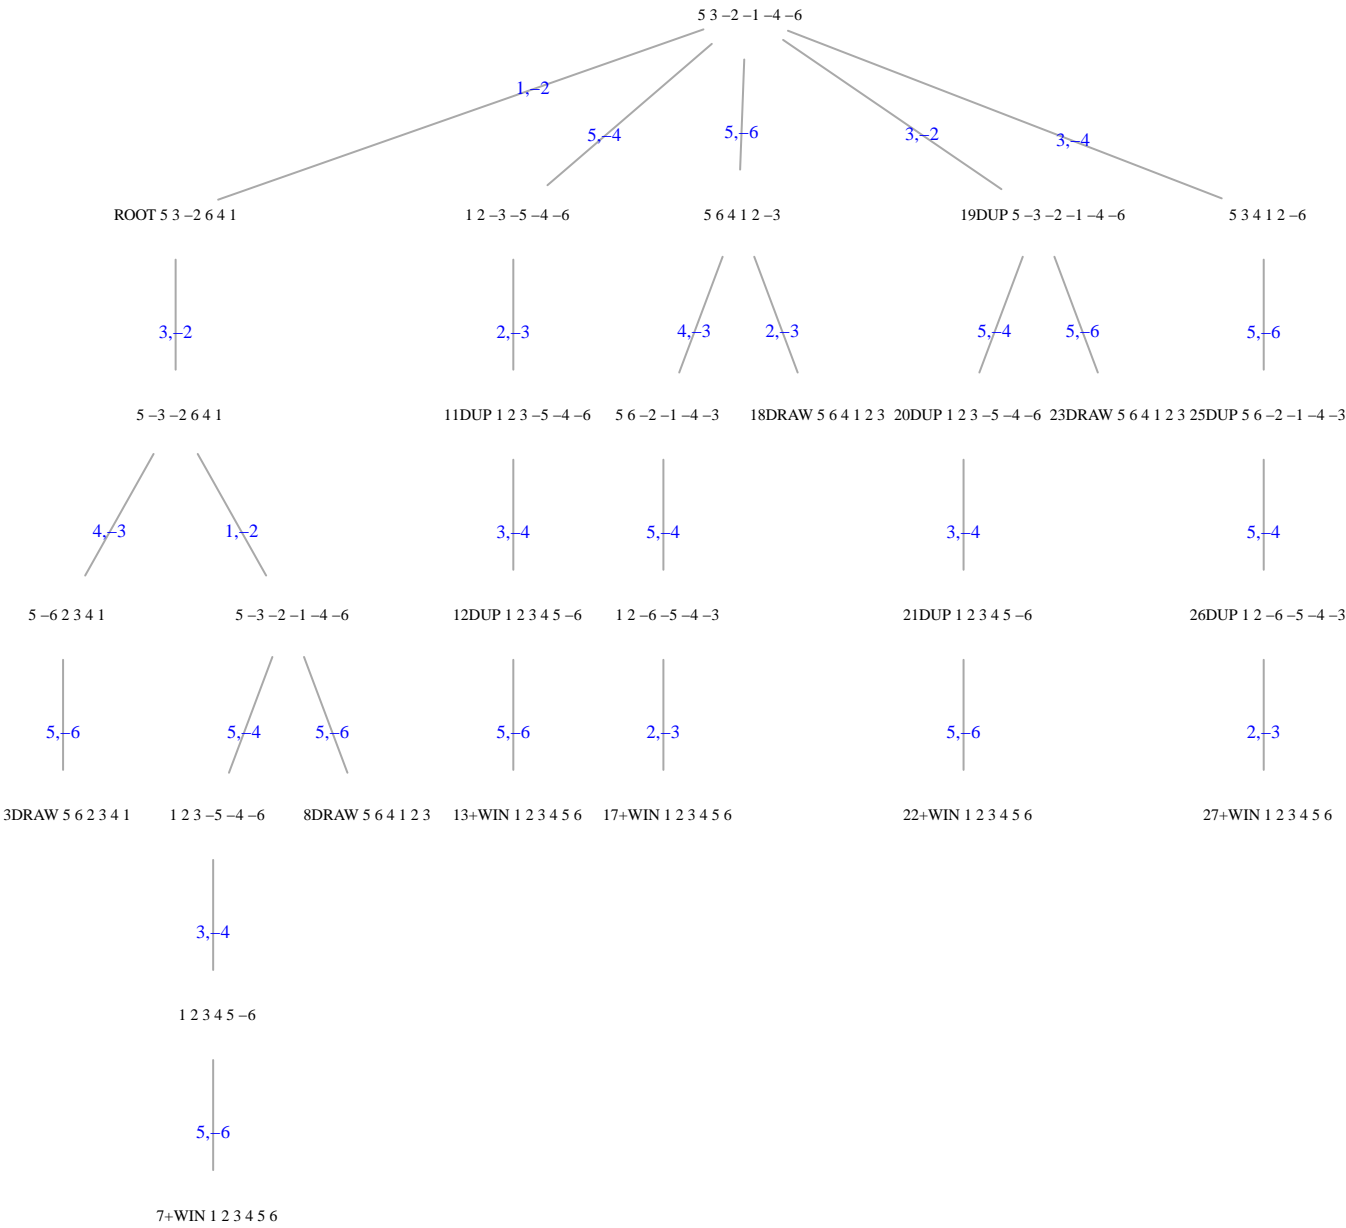 5 3 −2 −1 −4 −6
1,−2
5,−4
5,−6
3,−2
3,−4
ROOT 5 3 −2 6 4 1
1 2 −3 −5 −4 −6
5 6 4 1 2 −3
19DUP 5 −3 −2 −1 −4 −6
5 3 4 1 2 −6
3,−2
2,−3
4,−3
2,−3
5,−4
5,−6
5,−6
5 −3 −2 6 4 1
11DUP 1 2 3 −5 −4 −6
5 6 −2 −1 −4 −3
18DRAW 5 6 4 1 2 3
20DUP 1 2 3 −5 −4 −6
23DRAW 5 6 4 1 2 3
25DUP 5 6 −2 −1 −4 −3
4,−3
1,−2
3,−4
5,−4
3,−4
5,−4
5 −6 2 3 4 1
5 −3 −2 −1 −4 −6
12DUP 1 2 3 4 5 −6
1 2 −6 −5 −4 −3
21DUP 1 2 3 4 5 −6
26DUP 1 2 −6 −5 −4 −3
5,−6
5,−4
5,−6
5,−6
2,−3
5,−6
2,−3
3DRAW 5 6 2 3 4 1
1 2 3 −5 −4 −6
8DRAW 5 6 4 1 2 3
13+WIN 1 2 3 4 5 6
17+WIN 1 2 3 4 5 6
22+WIN 1 2 3 4 5 6
27+WIN 1 2 3 4 5 6
3,−4
1 2 3 4 5 −6
5,−6
7+WIN 1 2 3 4 5 6